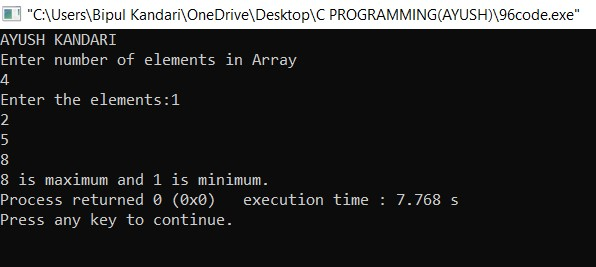 "C:\Users\Bipul Kandari\OneDrive\Desktop\C PROGRAMMING(AYUSH)\96code.exe"
AYUSH KANDARI
Enter number of elements in Array
4
Enter the elements:1
2
5
8
8 is maximum and 1 is minimum.
Process returned 0 (0x0)   execution time : 7.768 s
Press any key to continue.